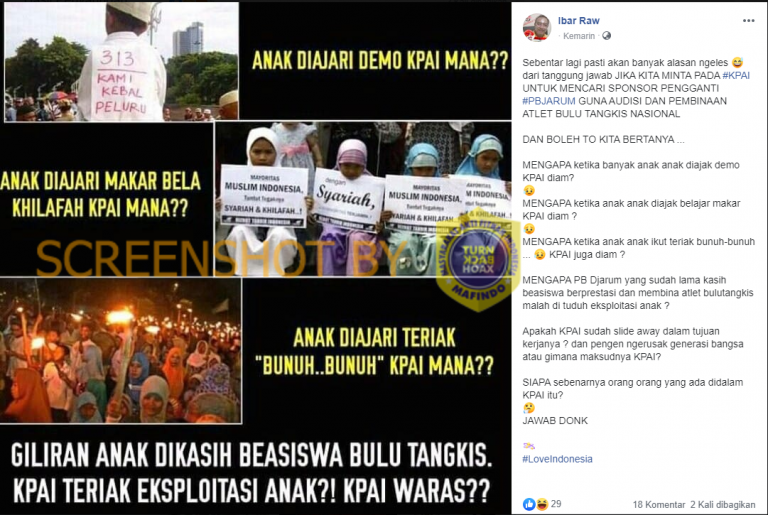 313
KAMI
KEBAL
PELURU
ANAK DIAJARI DEMO KPAI MANA??
ANAK DIAJARI MAKAR BELA
KHILAFAH KPAI MANA??
MAYORITAS
MUSLIM INDONESIA,
Tuntut Tegaknya
SYARIAH & KHILAFAH..!
HIZBUT TAHRIR INDONESIA
dengan
Syariah,
MAYORITAS
MUSLIM INDONESIA,
Tuntut Tegaknya
SYARIAH & KHILAFAH..!
Syariah,
SCREENSHOT BY
TURN
BACK
HOAX
MAFINDO
ANAK DIAJARI TERIAK
"BUNUH..BUNUH" KPAI MANA??
GILIRAN ANAK DIKASIH BEASISWA BULU TANGKIS.
KPAI TERIAK EKSPLOITASI ANAK?! KPAI WARAS??
Ibar Raw
Kemarin ·
Sebentar lagi pasti akan banyak alasan ngeles 😅
dari tanggung jawab JIKA KITA MINTA PADA #KPAI
UNTUK MENCARI SPONSOR PENGGANTI
#PBJARUM GUNA AUDISI DAN PEMBINAAN
ATLET BULU TANGKIS NASIONAL
DAN BOLEH TO KITA BERTANYA ...
MENGAPA ketika banyak anak anak diajak demo
KPAI diam?
😡
MENGAPA ketika anak anak diajak belajar makar
KPAI diam ?
😡
MENGAPA ketika anak anak ikut teriak bunuh-bunuh
... 😡 KPAI juga diam ?
MENGAPA PB Djarum yang sudah lama kasih
beasiswa berprestasi dan membina atlet bulutangkis
malah di tuduh eksploitasi anak ?
Apakah KPAI sudah slide away dalam tujuan
kerjanya ? dan pengen ngerusak generasi bangsa
atau gimana maksudnya KPAI?
SIAPA sebenarnya orang orang yang ada didalam
KPAI itu?
🤔
JAWAB DONK
#LoveIndonesia
29
18 Komentar 2 Kali dibagikan